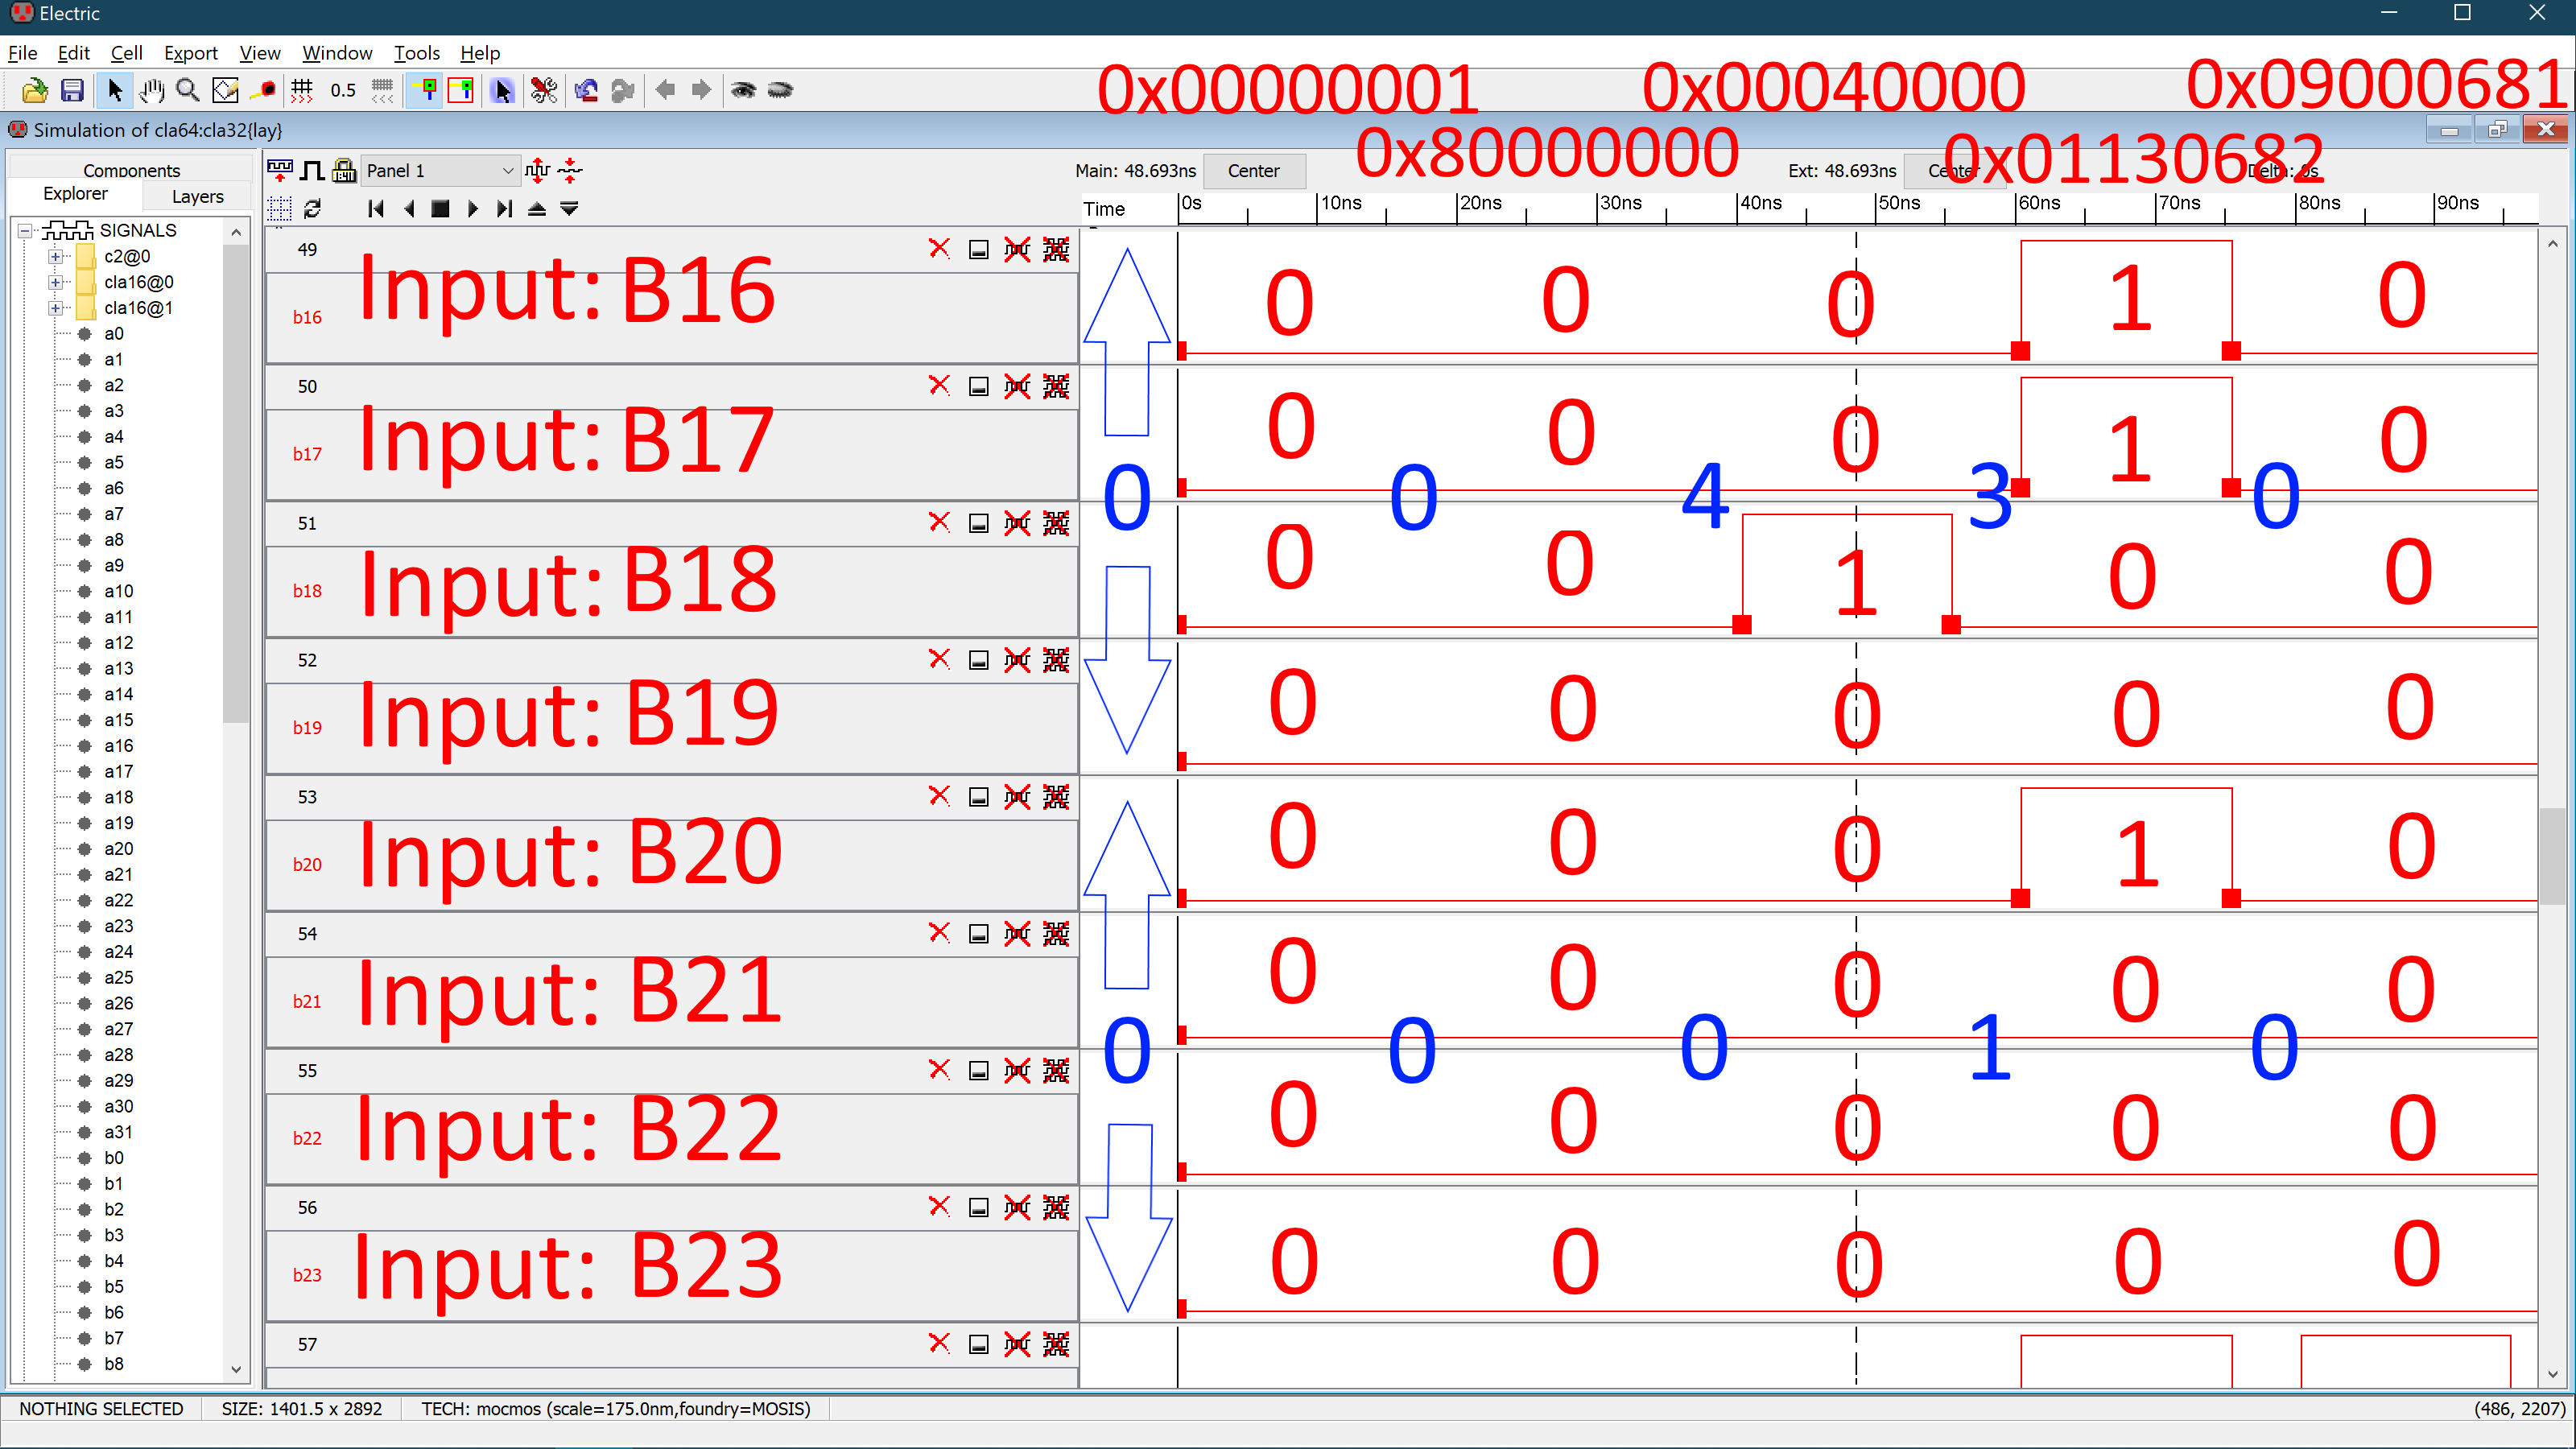 Electric
File Edit Cell Export View Window Tools Help
0.5
0x00000001 0x00040000 0x09000681
0x80000000 0x01130682
Simulation of cla64:cla32{lay}
Components
Explorer Layers
SIGNALS
c2@0
cla16@0
cla16@1
a0
a1
a2
a3
a4
a5
a6
a7
a8
a9
a10
a11
a12
a13
a14
a15
a16
a17
a18
a19
a20
a21
a22
a23
a24
a25
a26
a27
a28
a29
a30
a31
b0
b1
b2
b3
b4
b5
b6
b7
b8
Panel 1 Main: 48.693ns Center Ext: 48.693ns Center Delta: 0s
Time 0s 10ns 20ns 30ns 40ns 50ns 60ns 70ns 80ns 90ns
49
b16 Input: B16 0 0 0 1 0
50
b17 Input: B17 0 0 0 1 0
0 0 4 3 0
51
b18 Input: B18 0 0 1 0 0
52
b19 Input: B19 0 0 0 0 0
53
b20 Input: B20 0 0 0 1 0
54
b21 Input: B21 0 0 0 0 0
0 0 0 1 0
55
b22 Input: B22 0 0 0 0 0
56
b23 Input: B23 0 0 0 0 0
57
NOTHING SELECTED SIZE: 1401.5 x 2892 TECH: mocmos (scale=175.0nm,foundry=MOSIS) (486, 2207)